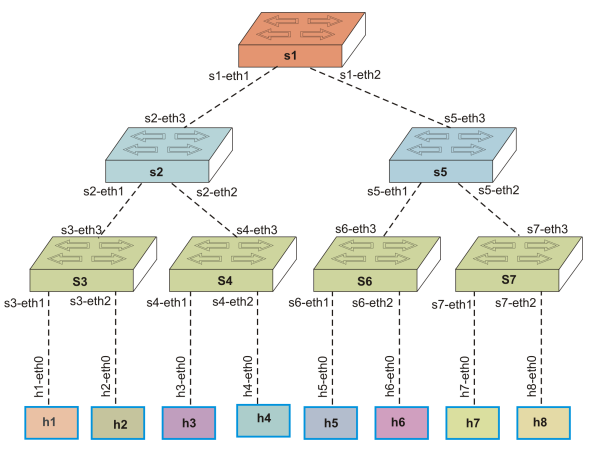 s1
s1-eth1 s1-eth2
s2-eth3 s5-eth3
s2 s5
s2-eth1 s2-eth2 s5-eth1 s5-eth2
s3-eth3 s4-eth3 s6-eth3 s7-eth3
S3 S4 S6 S7
s3-eth1 s3-eth2 s4-eth1 s4-eth2 s6-eth1 s6-eth2 s7-eth1 s7-eth2
h1-eth0 h2-eth0 h3-eth0 h4-eth0 h5-eth0 h6-eth0 h7-eth0 h8-eth0
h1 h2 h3 h4 h5 h6 h7 h8